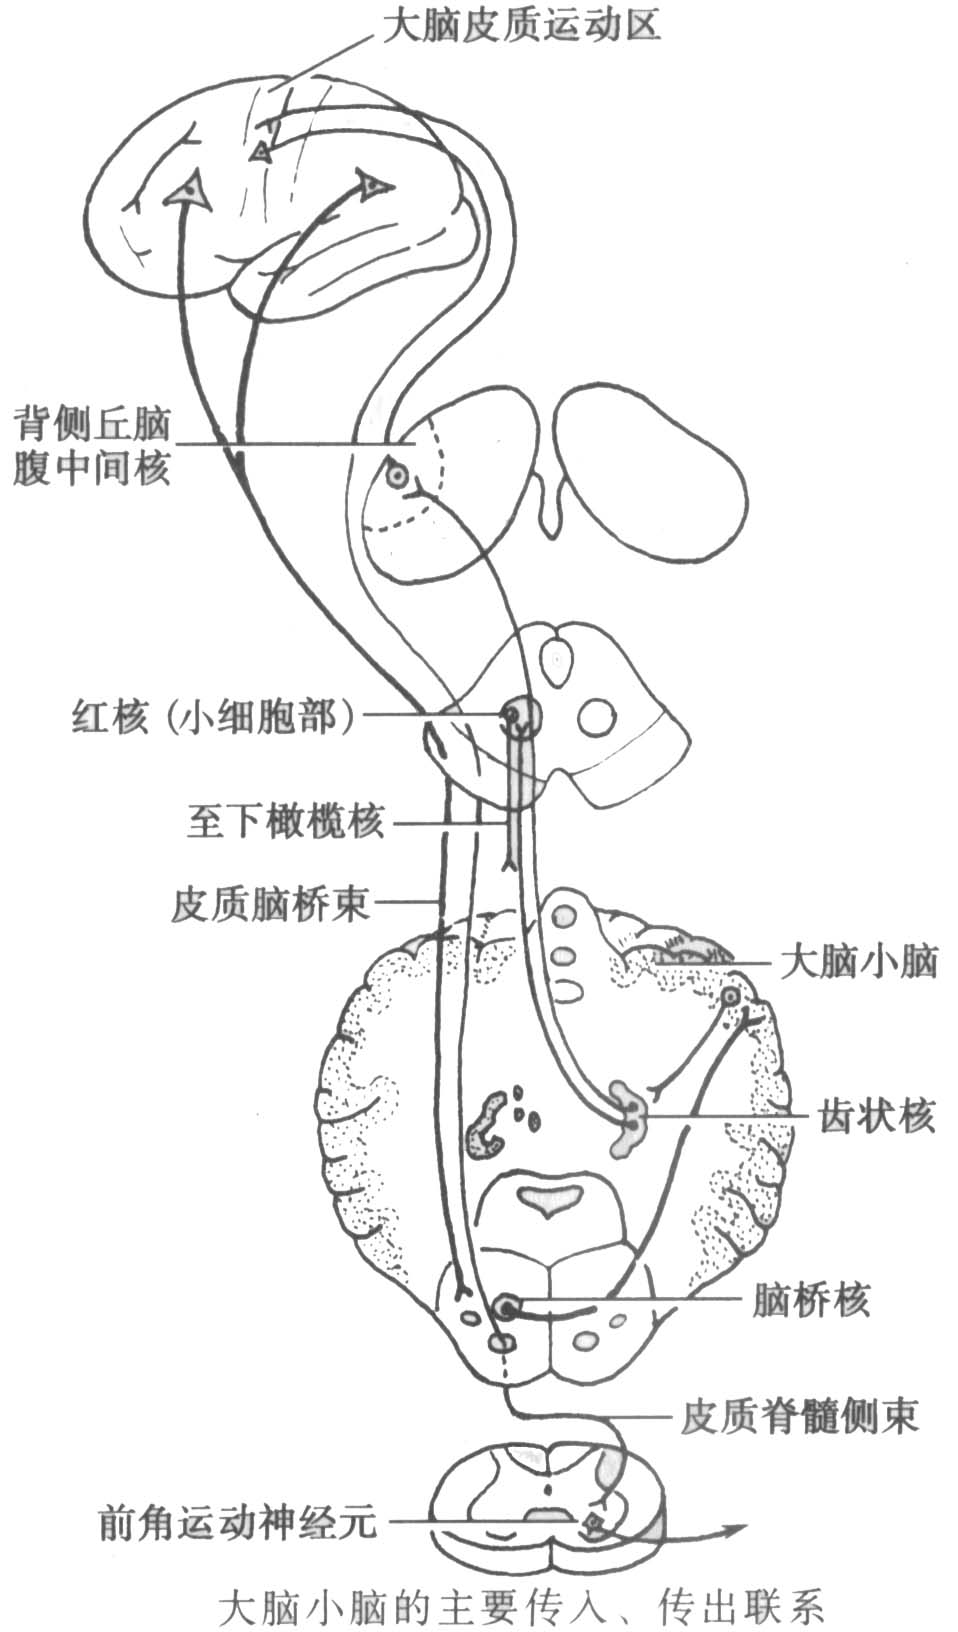 大脑皮质运动区
背侧丘脑
腹中间核
红核(小细胞部)
至下橄榄核
皮质脑桥束
大脑小脑
齿状核
脑桥核
皮质脊髓侧束
前角运动神经元
大脑小脑的主要传入、传出联系